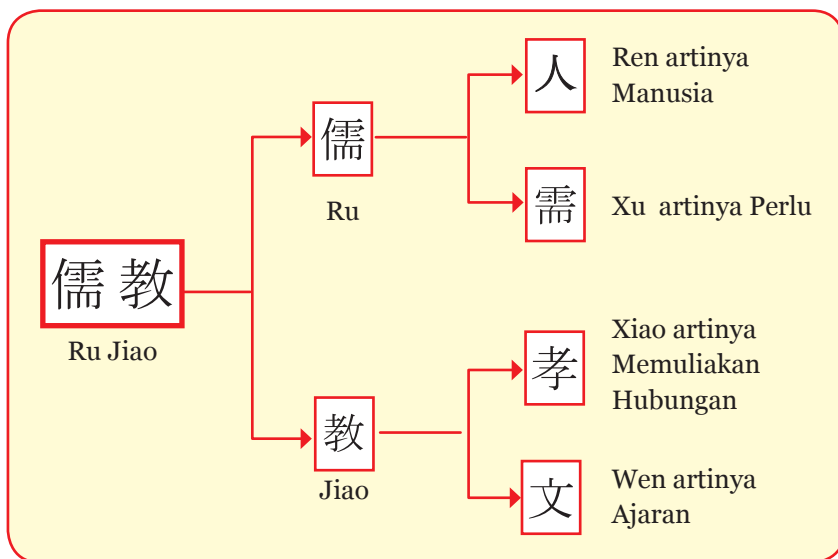 儒教
Ru Jiao
儒
Ru
人
Ren artinya
Manusia
需
Xu artinya Perlu
教
Jiao
孝
Xiao artinya
Memuliakan
Hubungan
文
Wen artinya
Ajaran